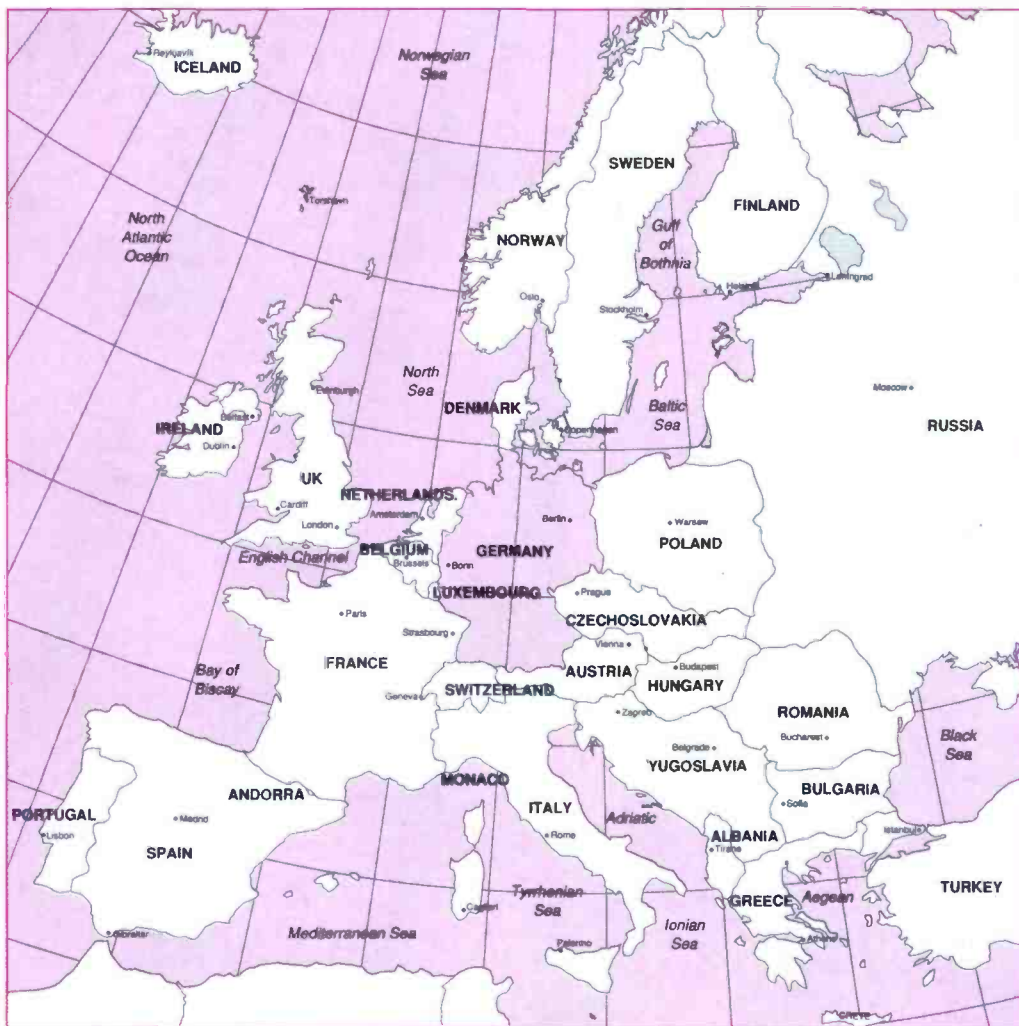 Reykjavik
ICELAND
Norwegian
Sea
Torshavn
North
Atlantic
Ocean
SWEDEN
FINLAND
NORWAY
Gulf
of
Bothnia
Leningrad
Helsinki
Oslo
Stockholm
North
Sea
Edinburgh
Moscow
DENMARK
Baltic
Sea
Belfast
IRELAND
Dublin
Copenhagen
RUSSIA
UK
NETHERLANDS.
Cardiff
Amsterdam
London
Berlin
Warsaw
POLAND
English Channel
BELGIUM
Brussels
GERMANY
Bonn
LUXEMBOURG
Prague
Paris
CZECHOSLOVAKIA
Strasbourg
Vienna
FRANCE
AUSTRIA
Budapest
HUNGARY
Bay of
Biscay
Geneva
SWITZERLAND
Zagreb
ROMANIA
Bucharest
Black
Sea
Belgrade
YUGOSLAVIA
MONACO
ANDORRA
BULGARIA
Sofia
PORTUGAL
Lisbon
Madrid
ITALY
Rome
Adriatic
ALBANIA
Tirane
Istanbul
SPAIN
TURKEY
Cagliari
Tyrrhenian
Sea
GREECE
Aegean
Gibraltar
Mediterranean Sea
Ionian
Sea
Palermo
Athens
CRETE